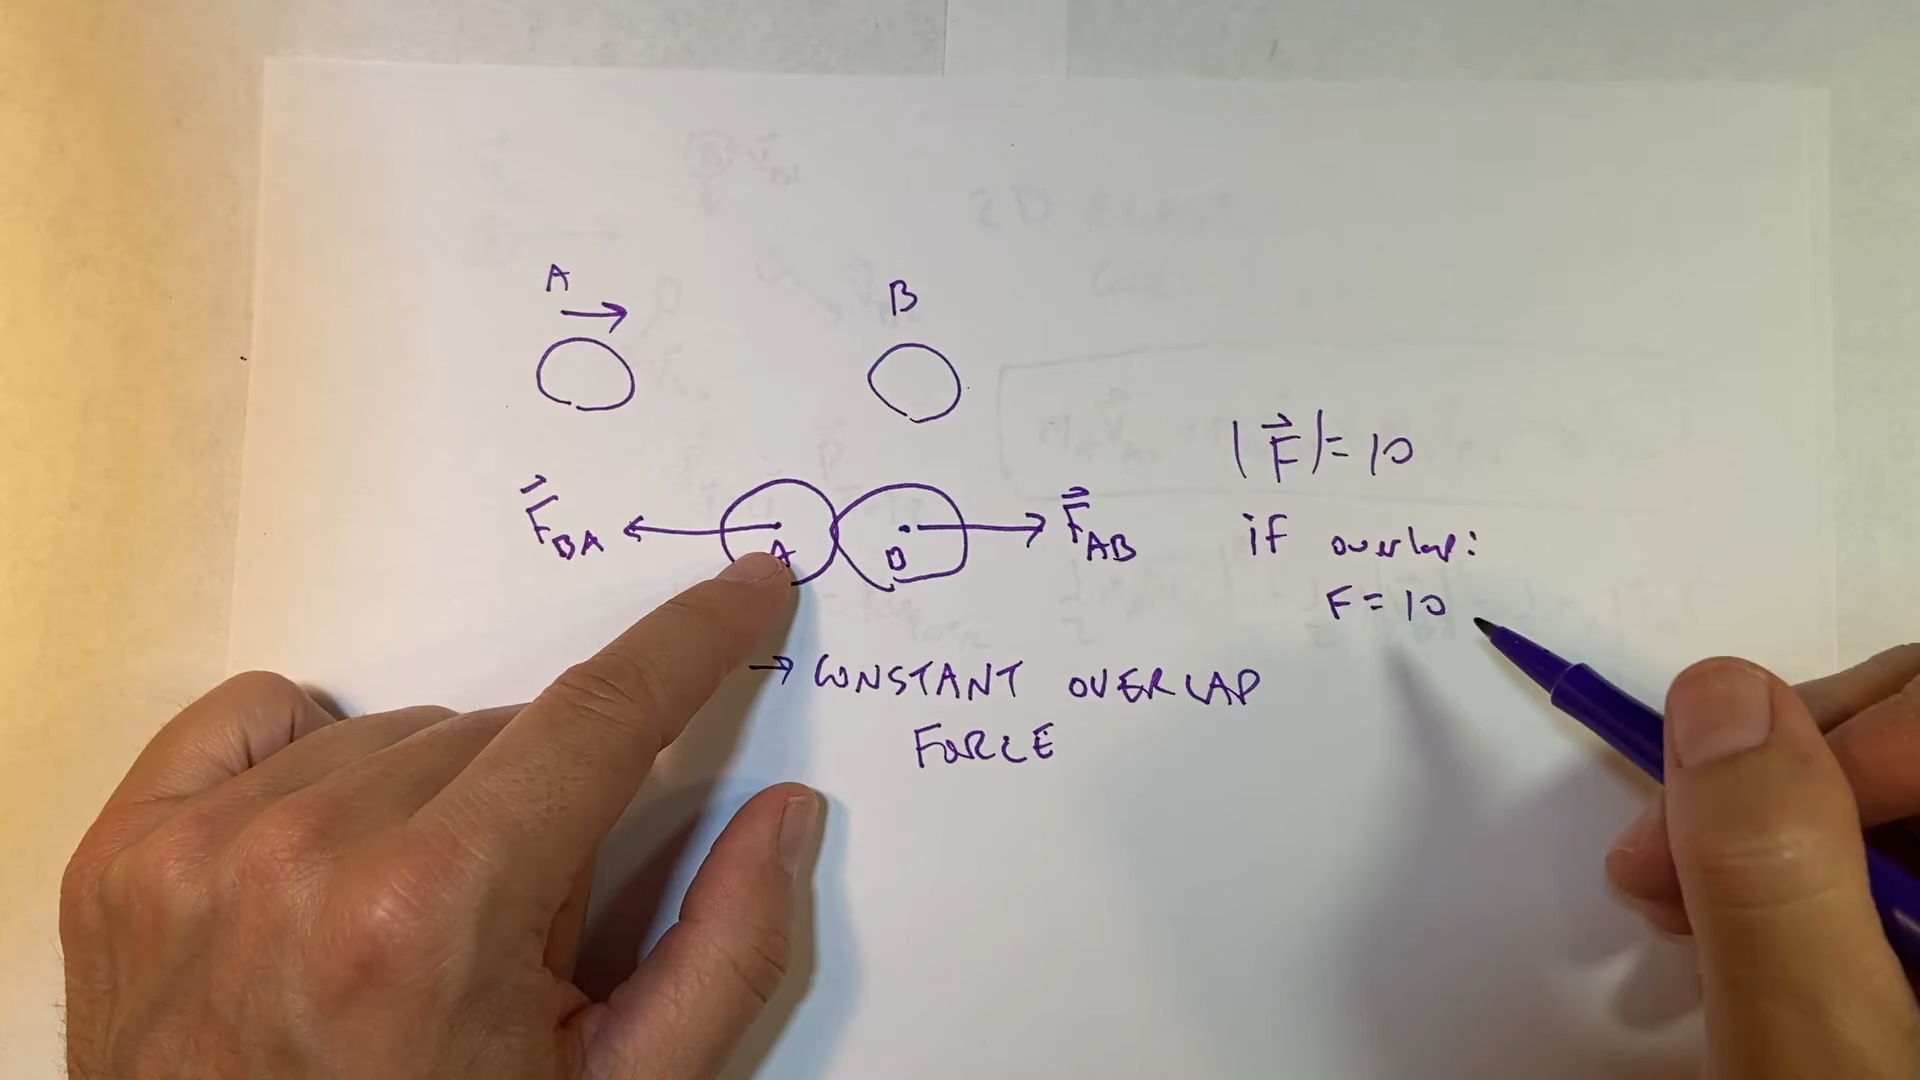 A
B
|F⃗|= 10
F⃗BA
A
B
F⃗AB
if overlap:
F = 10
→ CONSTANT OVERLAP
FORCE